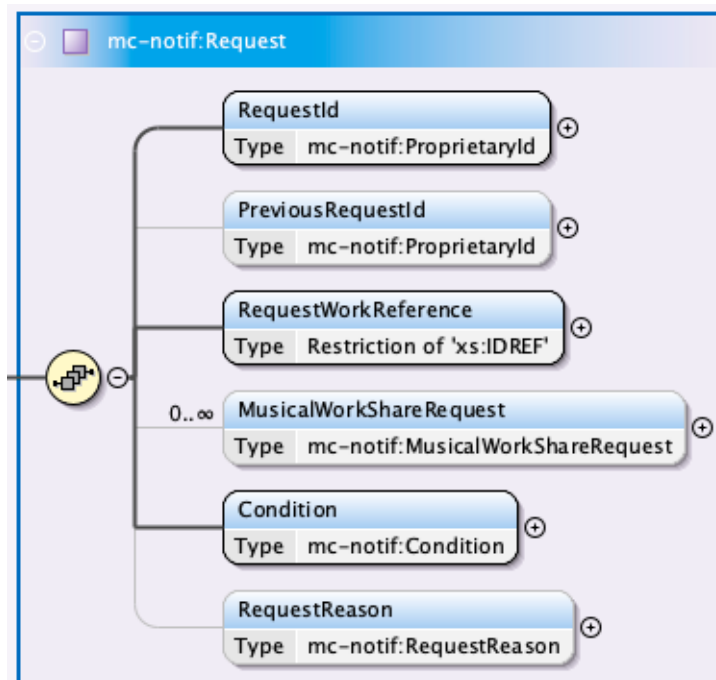 mc-notif:Request
RequestId
Type mc-notif:ProprietaryId
PreviousRequestId
Type mc-notif:ProprietaryId
RequestWorkReference
Type Restriction of 'xs:IDREF'
0..∞ MusicalWorkShareRequest
Type mc-notif:MusicalWorkShareRequest
Condition
Type mc-notif:Condition
RequestReason
Type mc-notif:RequestReason